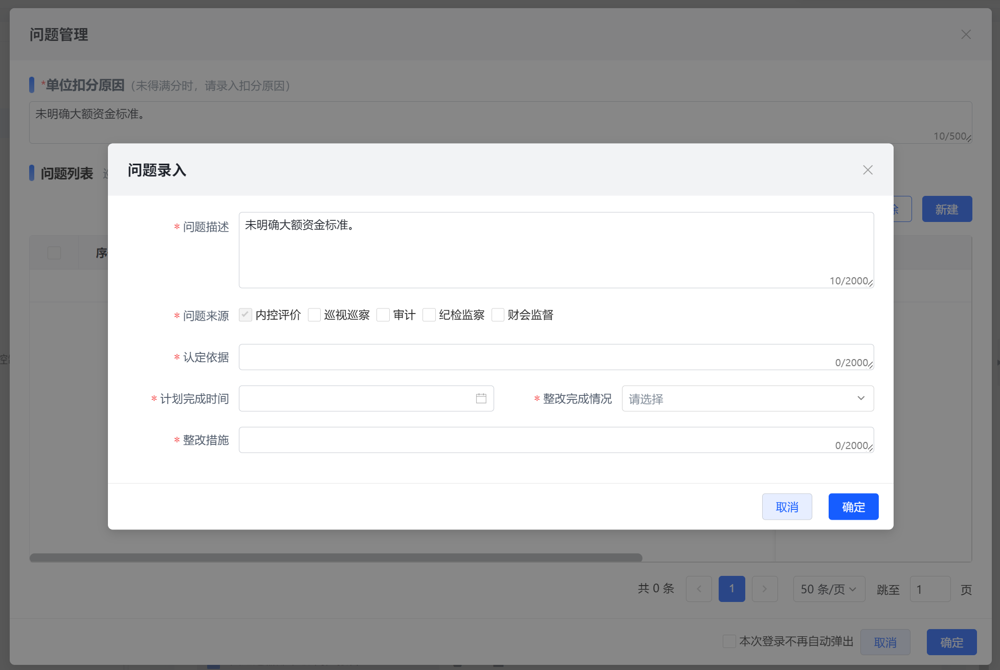 问题管理
*单位扣分原因（未得满分时，请录入扣分原因）
未明确大额资金标准。
10/500
问题列表
新建
序
问题录入
* 问题描述
未明确大额资金标准。
10/2000
* 问题来源 内控评价 巡视巡察 审计 纪检监察 财会监督
* 认定依据
0/2000
* 计划完成时间
* 整改完成情况 请选择
* 整改措施
0/2000
取消 确定
共 0 条 1 50 条/页 跳至 1 页
本次登录不再自动弹出 取消 确定